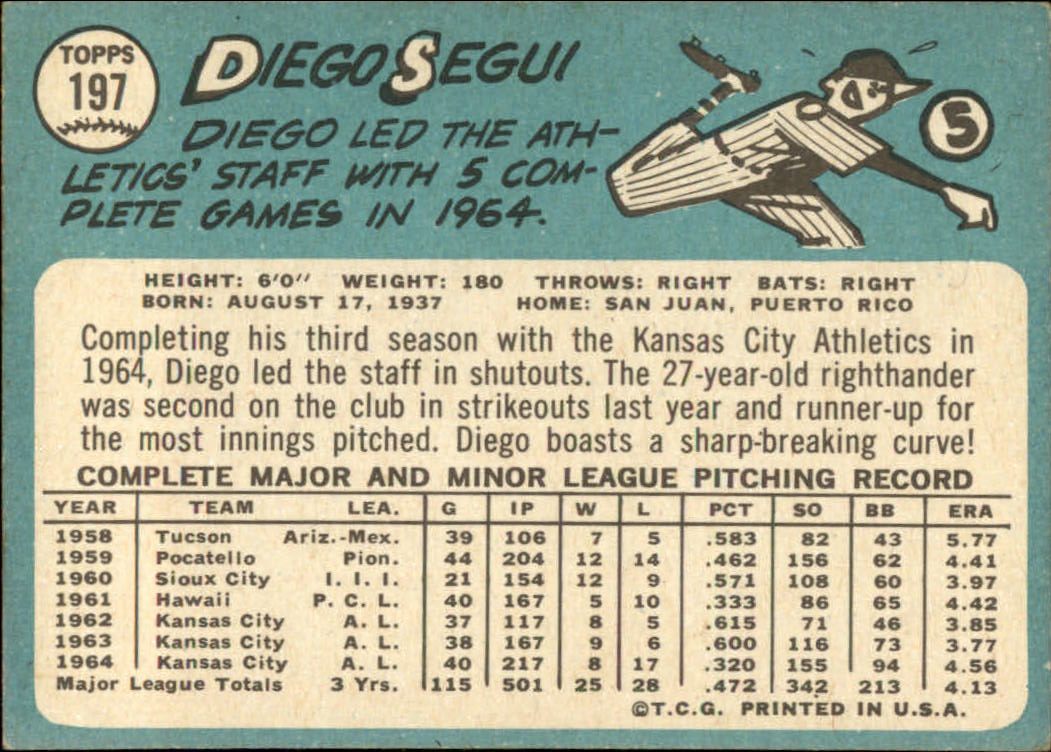 TOPPS
197
DIEGO SEGUI
DIEGO LED THE ATH-
LETICS' STAFF WITH 5 COM-
PLETE GAMES IN 1964.
5
HEIGHT: 6'0" WEIGHT: 180 THROWS: RIGHT BATS: RIGHT
BORN: AUGUST 17, 1937 HOME: SAN JUAN, PUERTO RICO
Completing his third season with the Kansas City Athletics in
1964, Diego led the staff in shutouts. The 27-year-old righthander
was second on the club in strikeouts last year and runner-up for
the most innings pitched. Diego boasts a sharp-breaking curve!
COMPLETE MAJOR AND MINOR LEAGUE PITCHING RECORD
YEAR TEAM LEA. G IP W L PCT SO BB ERA
1958 Tucson Ariz.-Mex. 39 106 7 5 .583 82 43 5.77
1959 Pocatello Pion. 44 204 12 14 .462 156 62 4.41
1960 Sioux City I. I. I. 21 154 12 9 .571 108 60 3.97
1961 Hawaii P. C. L. 40 167 5 10 .333 86 65 4.42
1962 Kansas City A. L. 37 117 8 5 .615 71 46 3.85
1963 Kansas City A. L. 38 167 9 6 .600 116 73 3.77
1964 Kansas City A. L. 40 217 8 17 .320 155 94 4.56
Major League Totals 3 Yrs. 115 501 25 28 .472 342 213 4.13
©T.C.G. PRINTED IN U.S.A.